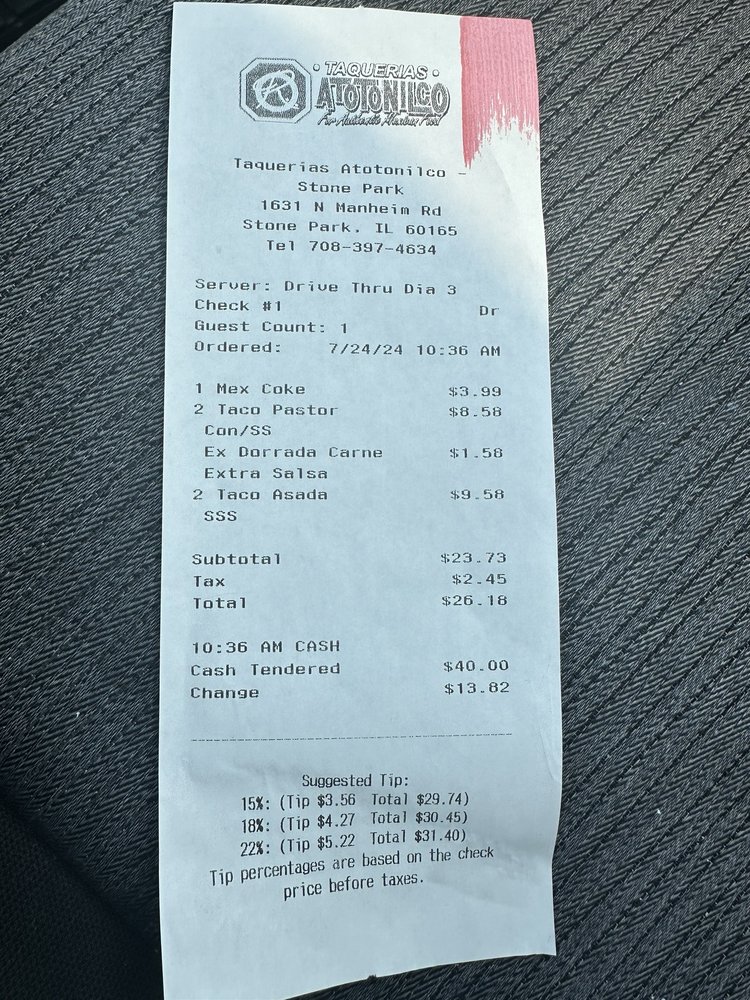 TAQUERIAS
ATOTONILCO
For Authentic Mexican Food
Taquerias Atotonilco -
Stone Park
1631 N Manheim Rd
Stone Park, IL 60165
Tel 708-397-4634
Server: Drive Thru Dia 3
Check #1 Dr
Guest Count: 1
Ordered: 7/24/24 10:36 AM
1 Mex Coke $3.99
2 Taco Pastor $8.58
Con/SS
Ex Dorrada Carne $1.58
Extra Salsa
2 Taco Asada $9.58
SSS
Subtotal $23.73
Tax $2.45
Total $26.18
10:36 AM CASH
Cash Tendered $40.00
Change $13.82
Suggested Tip:
15%: (Tip $3.56 Total $29.74)
18%: (Tip $4.27 Total $30.45)
22%: (Tip $5.22 Total $31.40)
Tip percentages are based on the check
price before taxes.